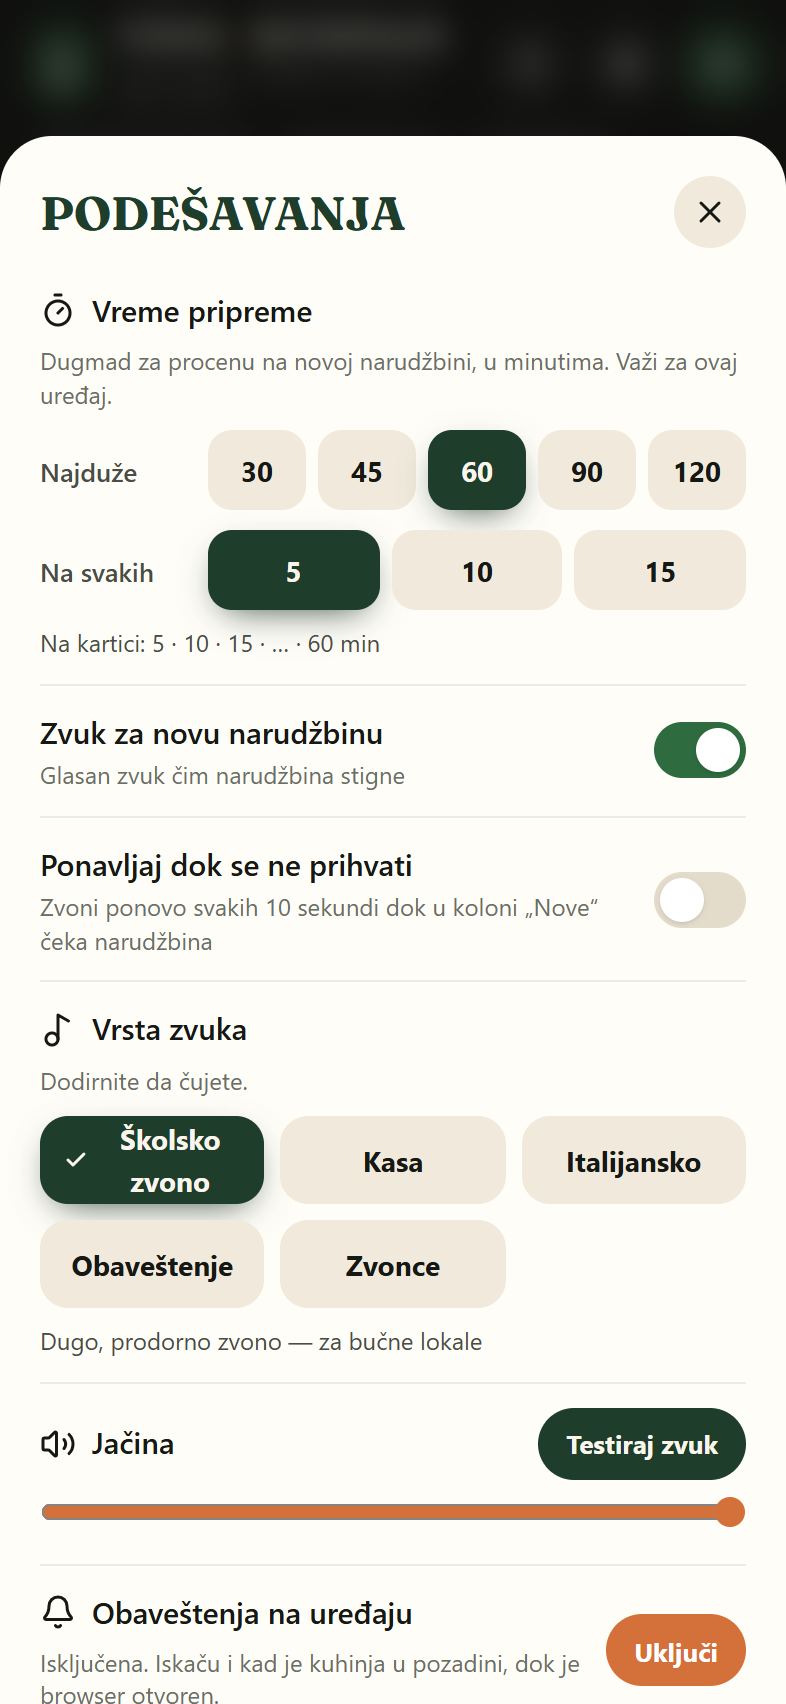 PODEŠAVANJA
Vreme pripreme
Dugmad za procenu na novoj narudžbini, u minutima. Važi za ovaj
uređaj.
Najduže 30 45 60 90 120
Na svakih 5 10 15
Na kartici: 5 · 10 · 15 · … · 60 min
Zvuk za novu narudžbinu
Glasan zvuk čim narudžbina stigne
Ponavljaj dok se ne prihvati
Zvoni ponovo svakih 10 sekundi dok u koloni „Nove“
čeka narudžbina
Vrsta zvuka
Dodirnite da čujete.
Školsko
zvono
Kasa
Italijansko
Obaveštenje
Zvonce
Dugo, prodorno zvono — za bučne lokale
Jačina
Testiraj zvuk
Obaveštenja na uređaju
Isključena. Iskaču i kad je kuhinja u pozadini, dok je
browser otvoren.
Uključi